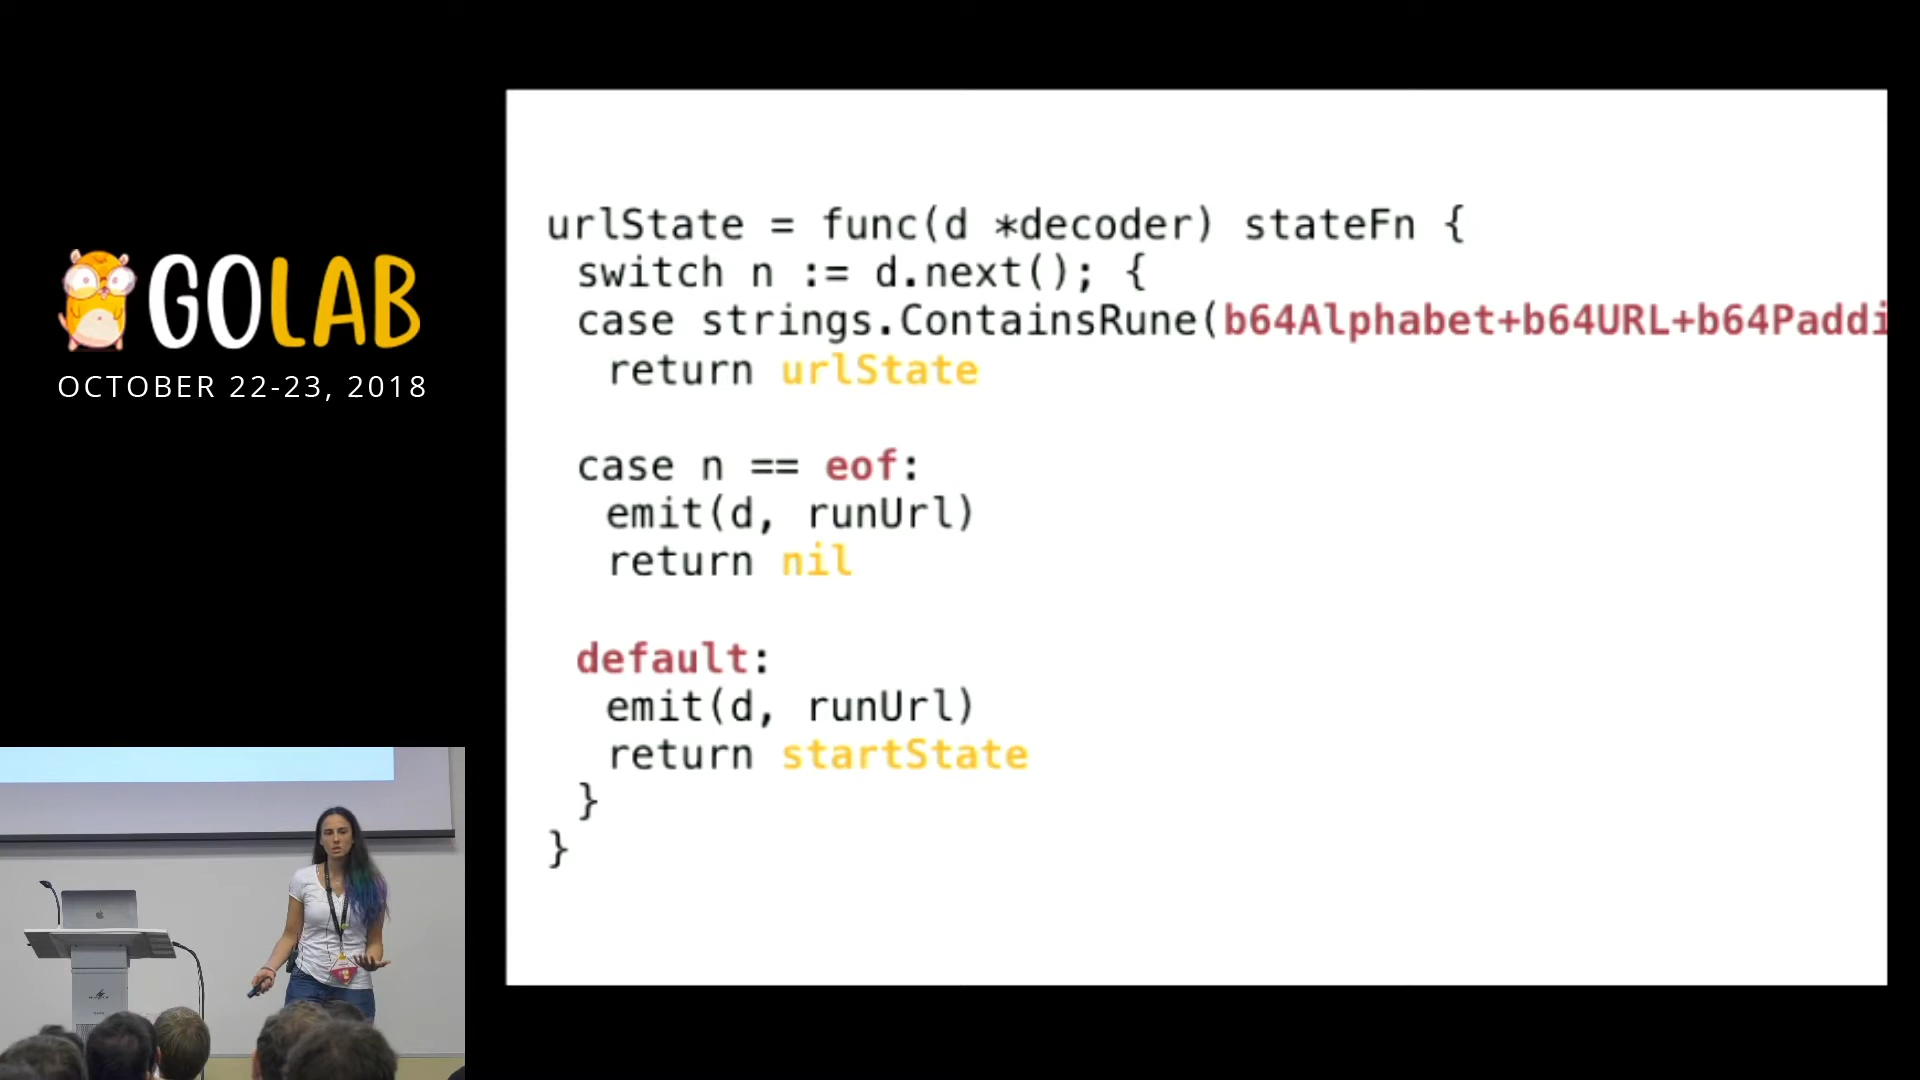 GOLAB
OCTOBER 22-23, 2018
urlState = func(d *decoder) stateFn {
switch n := d.next(); {
case strings.ContainsRune(b64Alphabet+b64URL+b64Paddi
return urlState
case n == eof:
emit(d, runUrl)
return nil
default:
emit(d, runUrl)
return startState
}
}